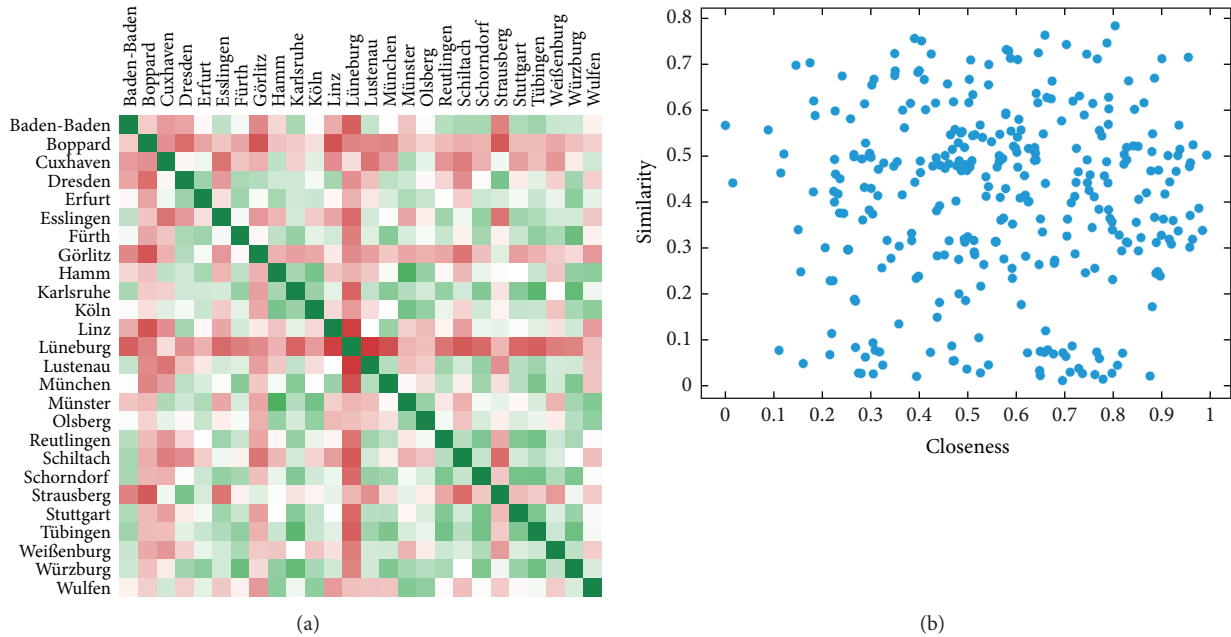 Baden-Baden
Boppard
Cuxhaven
Dresden
Erfurt
Esslingen
Fürth
Görlitz
Hamm
Karlsruhe
Köln
Linz
Lüneburg
Lustenau
München
Münster
Olsberg
Reutlingen
Schiltach
Schorndorf
Strausberg
Stuttgart
Tübingen
Weißenburg
Würzburg
Wulfen
Baden-Baden
Boppard
Cuxhaven
Dresden
Erfurt
Esslingen
Fürth
Görlitz
Hamm
Karlsruhe
Köln
Linz
Lüneburg
Lustenau
München
Münster
Olsberg
Reutlingen
Schiltach
Schorndorf
Strausberg
Stuttgart
Tübingen
Weißenburg
Würzburg
Wulfen
(a)
0.8
0.7
0.6
0.5
0.4
0.3
0.2
0.1
0
Similarity
0 0.1 0.2 0.3 0.4 0.5 0.6 0.7 0.8 0.9 1
Closeness
(b)